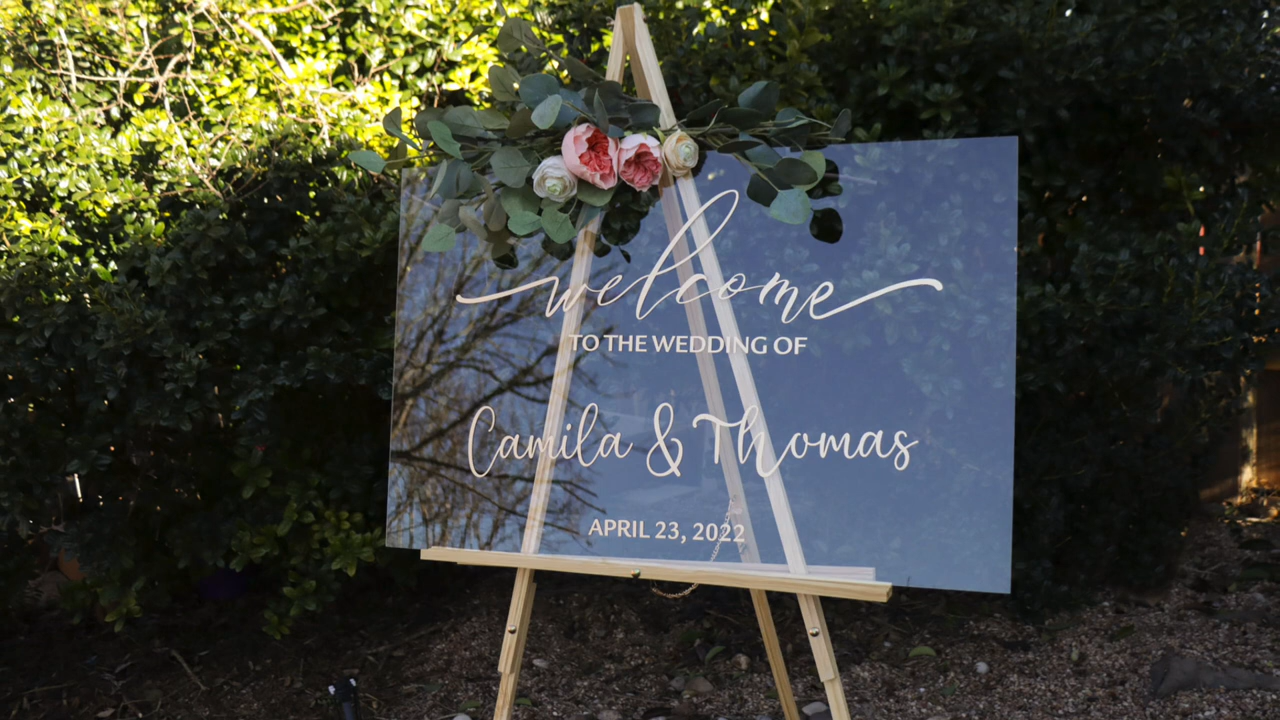 welcome
TO THE WEDDING OF
Camila & Thomas
APRIL 23, 2022